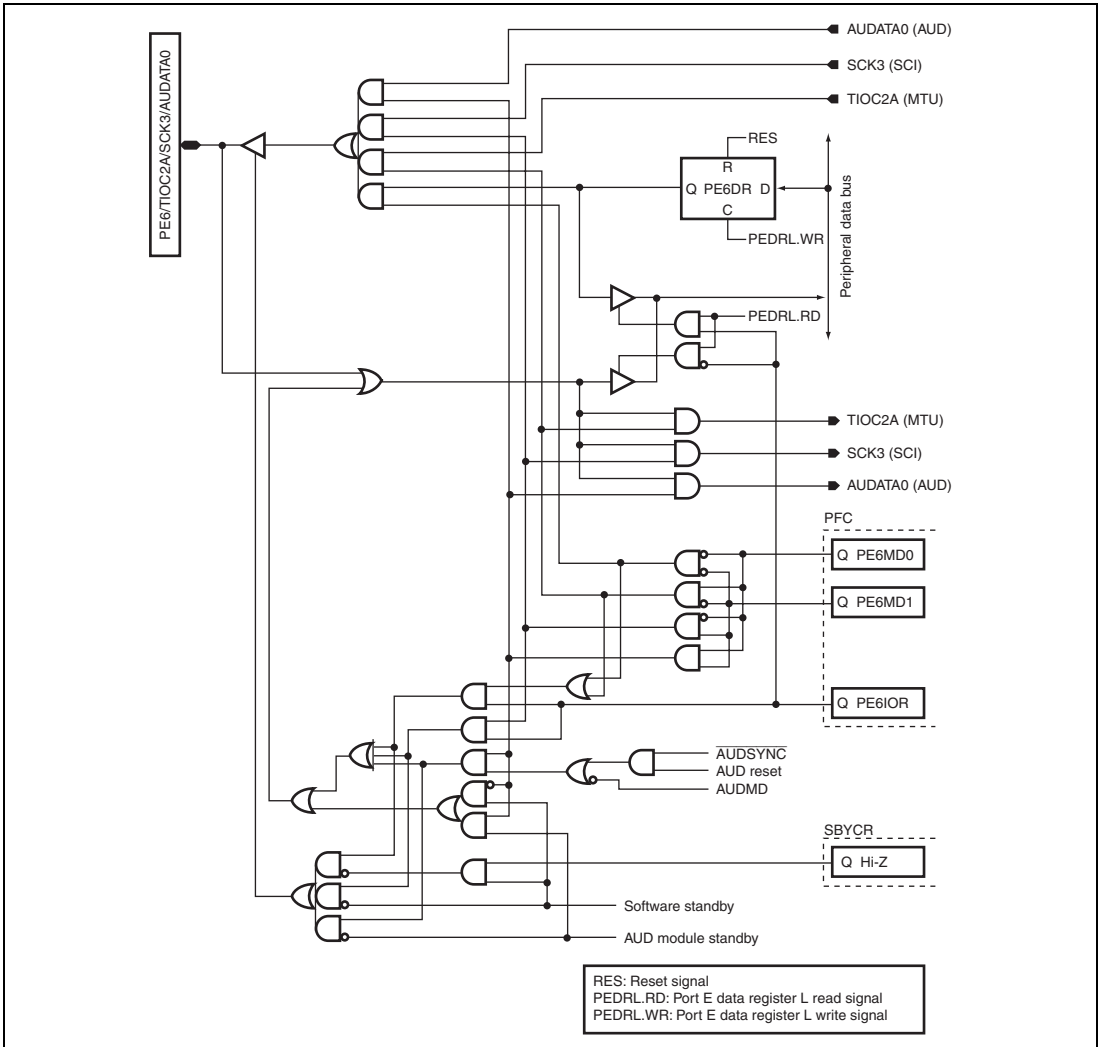 PE6/TIOC2A/SCK3/AUDATA0
AUDATA0 (AUD)
SCK3 (SCI)
TIOC2A (MTU)
RES
R
Q PE6DR D
C
PEDRL.WR
Peripheral data bus
PEDRL.RD
TIOC2A (MTU)
SCK3 (SCI)
AUDATA0 (AUD)
PFC
Q PE6MD0
Q PE6MD1
Q PE6IOR
AUDSYNC
AUD reset
AUDMD
SBYCR
Q Hi-Z
Software standby
AUD module standby
RES: Reset signal
PEDRL.RD: Port E data register L read signal
PEDRL.WR: Port E data register L write signal